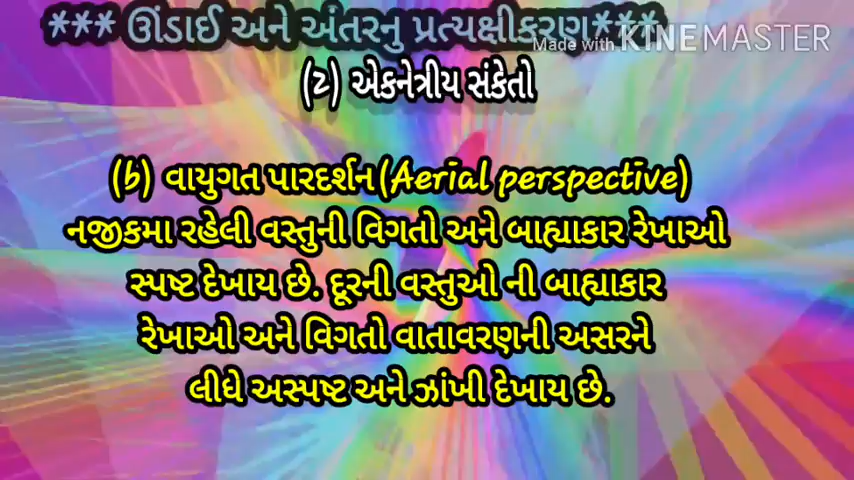 *** ઊંડાઈ અને અંતરનુ પ્રત્યક્ષીકરણ***
Made with KINEMASTER
(૨) એકનેત્રીય સંકેતો
(b) વાયુગત પારદર્શન(Aerial perspective)
નજીકમા રહેલી વસ્તુની વિગતો અને બાહ્યાકાર રેખાઓ
સ્પષ્ટ દેખાય છે. દૂરની વસ્તુઓ ની બાહ્યાકાર
રેખાઓ અને વિગતો વાતાવરણની અસરને
લીધે અસ્પષ્ટ અને ઝાંખી દેખાય છે.